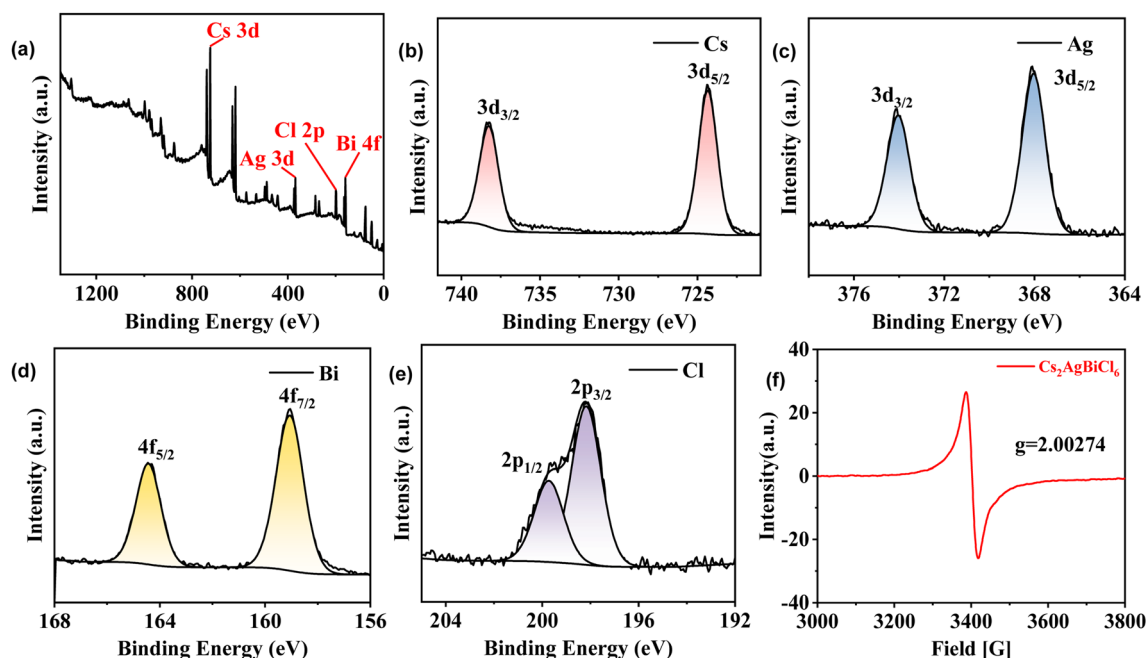 (a)
Cs 3d
Cl 2p
Bi 4f
Ag 3d
Intensity (a.u.)
1200 800 400 0
Binding Energy (eV)
(b)
Cs
3d5/2
3d3/2
Intensity (a.u.)
740 735 730 725
Binding Energy (eV)
(c)
Ag
3d5/2
3d3/2
Intensity (a.u.)
376 372 368 364
Binding Energy (eV)
(d)
Bi
4f7/2
4f5/2
Intensity (a.u.)
168 164 160 156
Binding Energy (eV)
(e)
Cl
2p3/2
2p1/2
Intensity (a.u.)
204 200 196 192
Binding Energy (eV)
(f)
Cs2AgBiCl6
g=2.00274
Intensity(a.u.)
40
20
0
-20
-40
3000 3200 3400 3600 3800
Field [G]